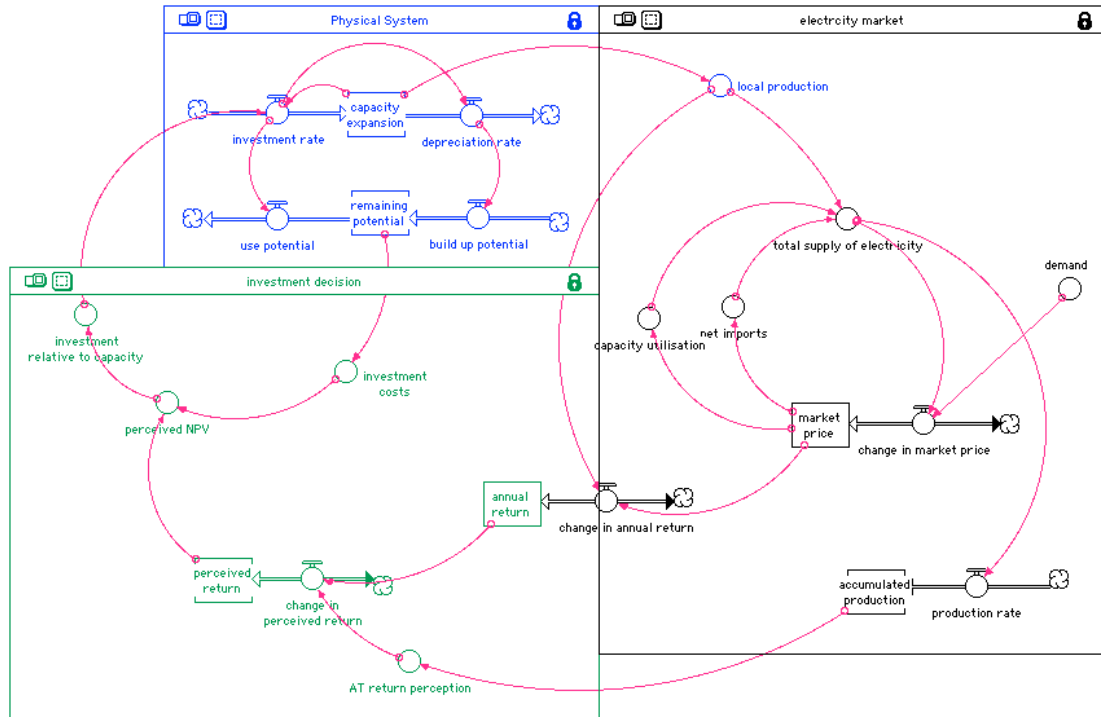 Physical System
electrcity market
local production
capacity
expansion
investment rate
depreciation rate
remaining
potential
use potential
build up potential
total supply of electricity
investment decision
demand
investment
relative to capacity
net imports
capacity utilisation
investment
costs
perceived NPV
market
price
change in market price
annual
return
change in annual return
perceived
return
change in
perceived return
accumulated
production
production rate
AT return perception